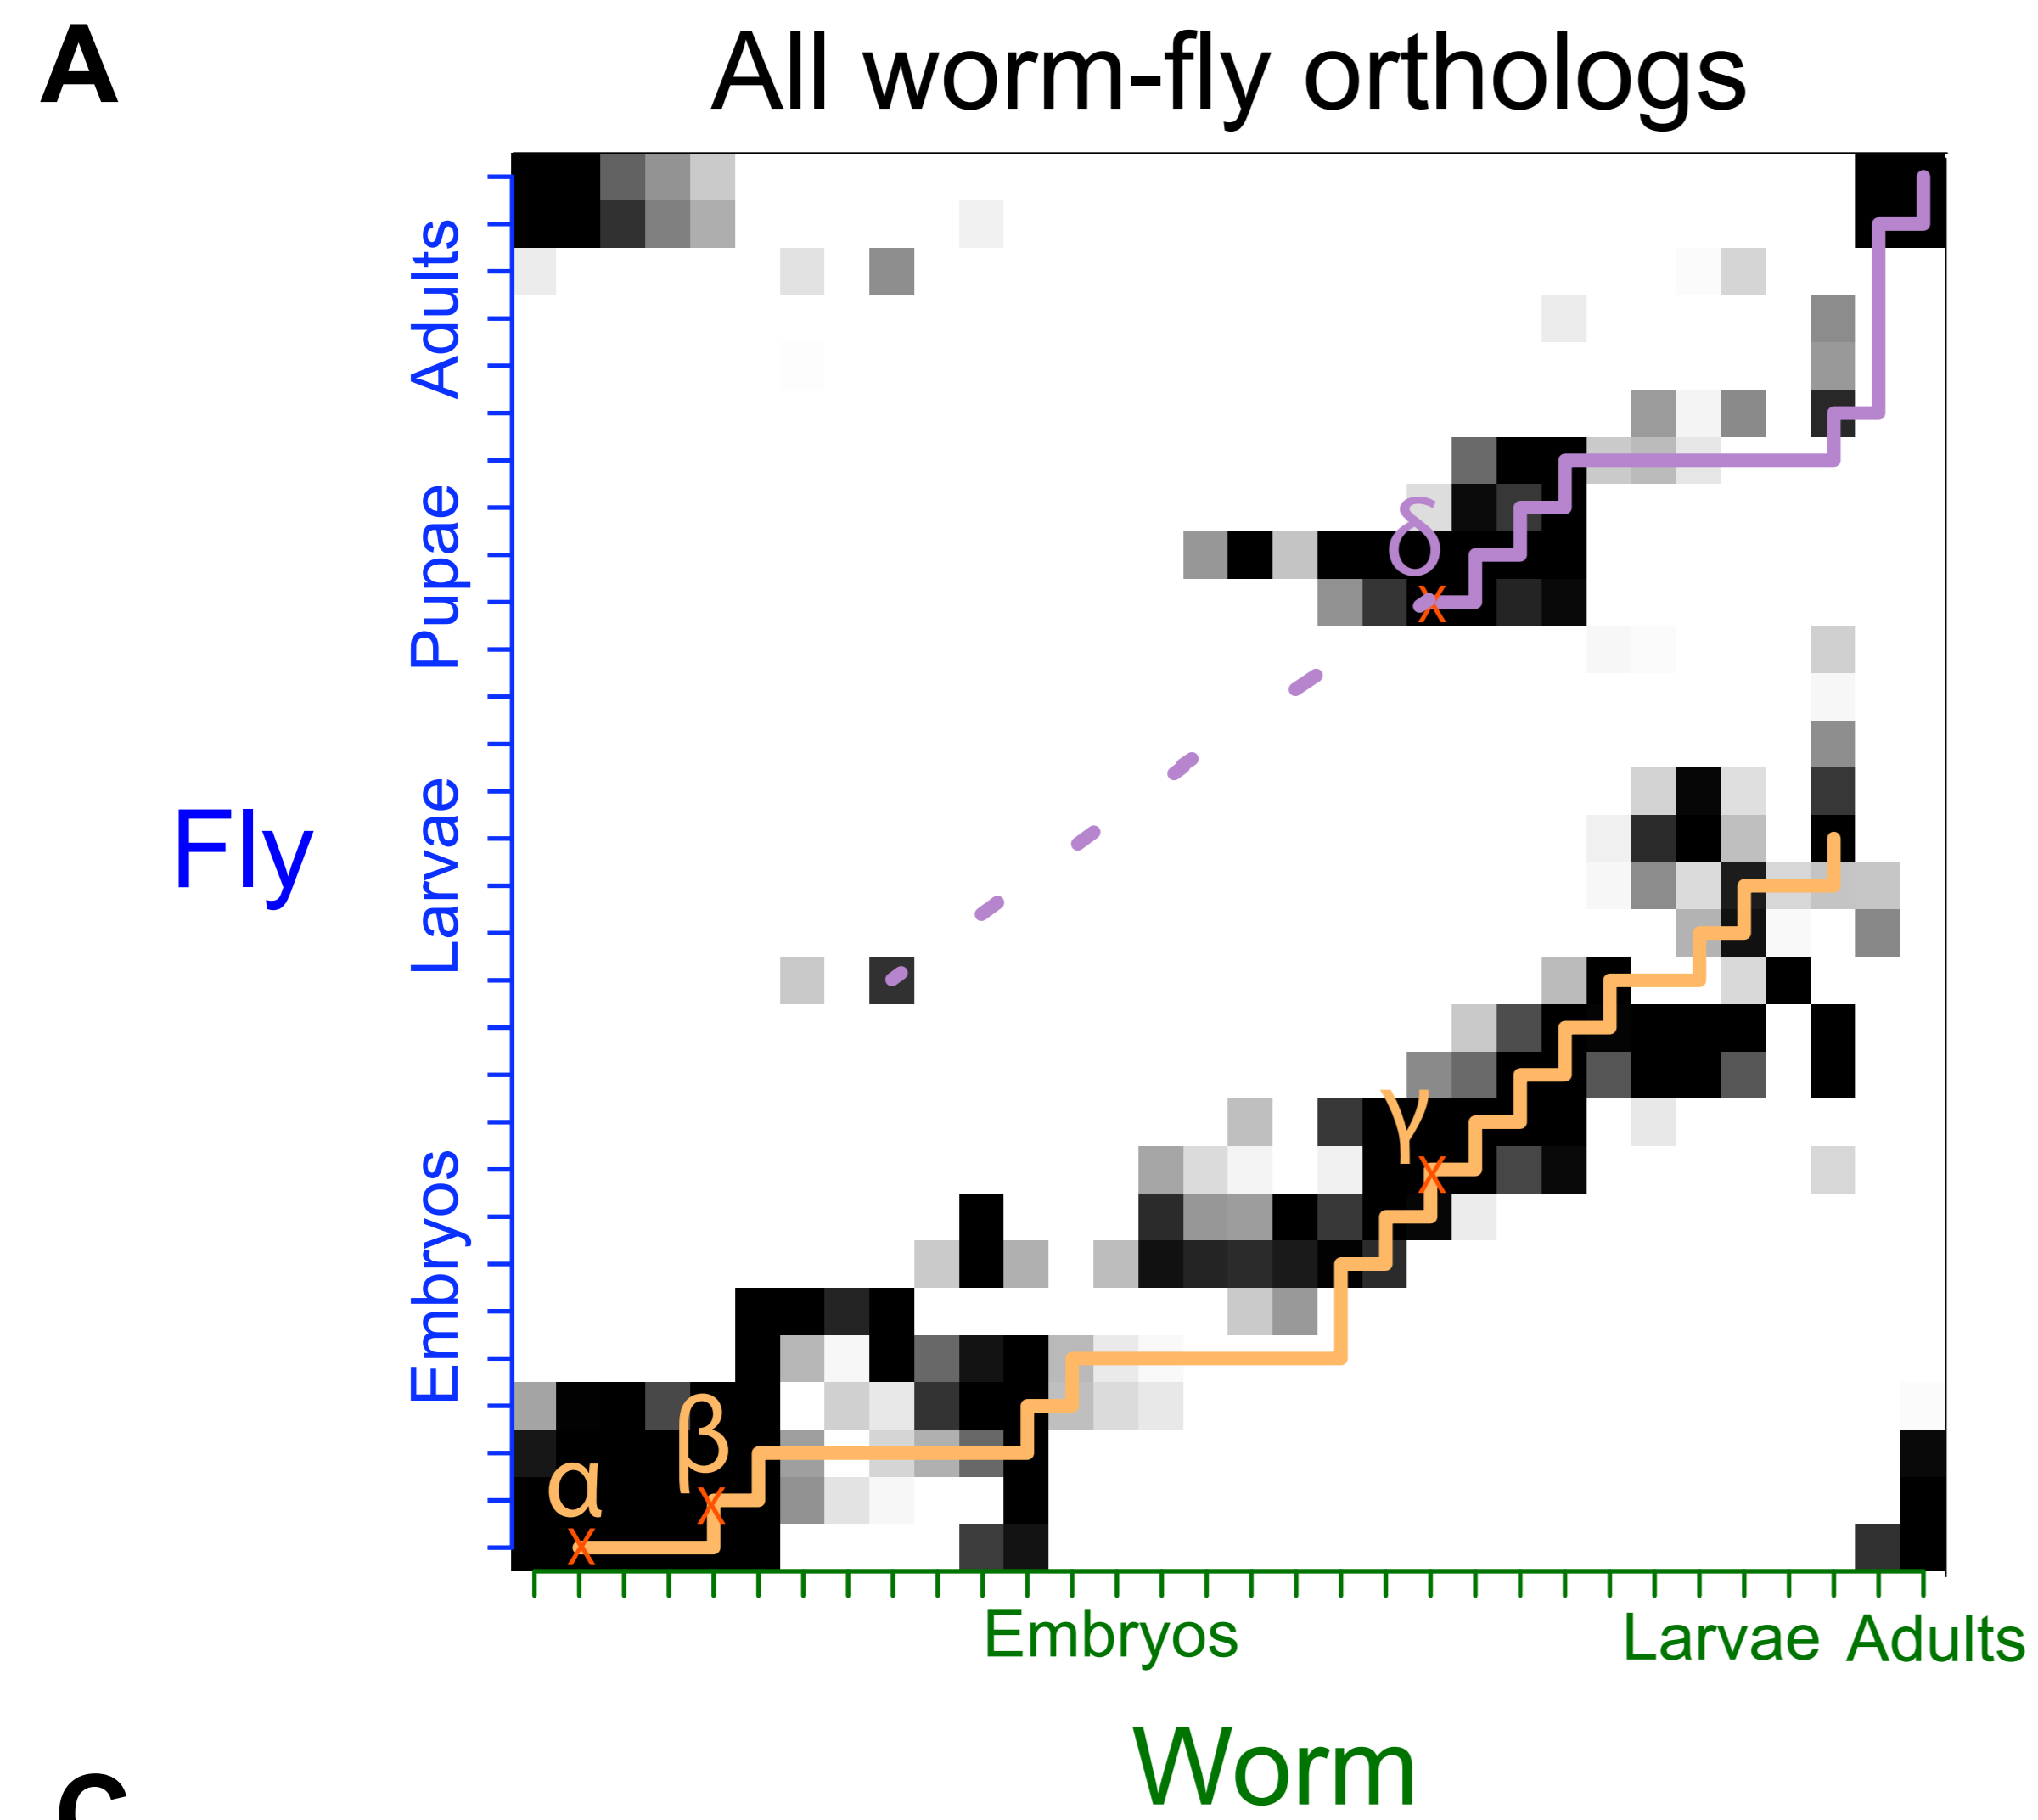 A
All worm-fly orthologs
Adults
Pupae
Larvae
Embryos
Fly
δ
γ
β
α
x
x
x
x
Embryos
Larvae
Adults
Worm
C